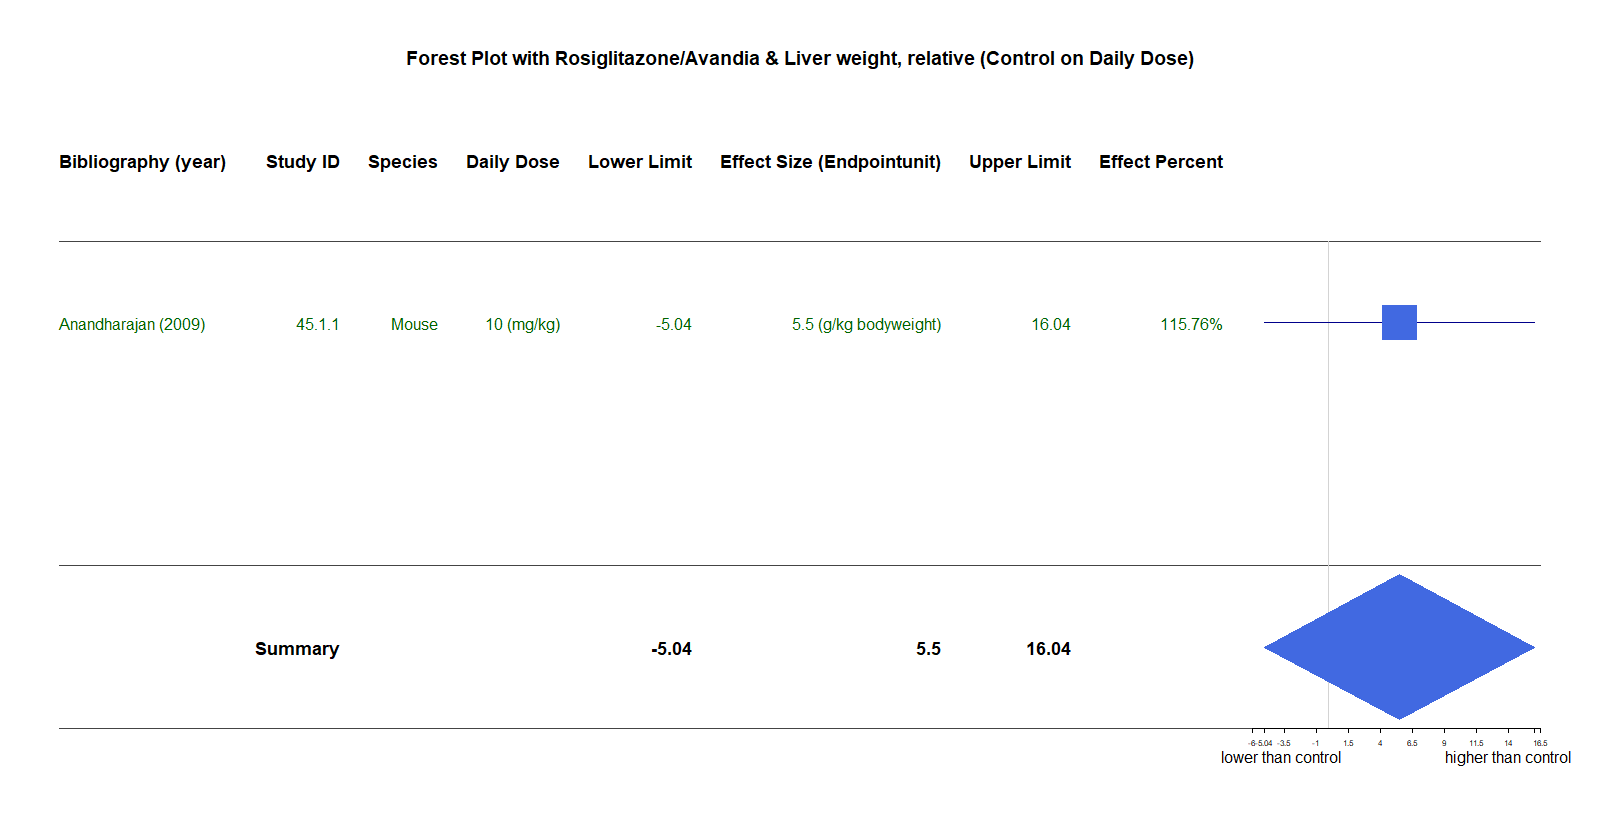 Forest Plot with Rosiglitazone/Avandia & Liver weight, relative (Control on Daily Dose)
Bibliography (year) Study ID Species Daily Dose Lower Limit Effect Size (Endpointunit) Upper Limit Effect Percent
Anandharajan (2009) 45.1.1 Mouse 10 (mg/kg) -5.04 5.5 (g/kg bodyweight) 16.04 115.76%
Summary -5.04 5.5 16.04
-6 -5.04 -3.5 -1 1.5 4 6.5 9 11.5 14 16.5
lower than control higher than control